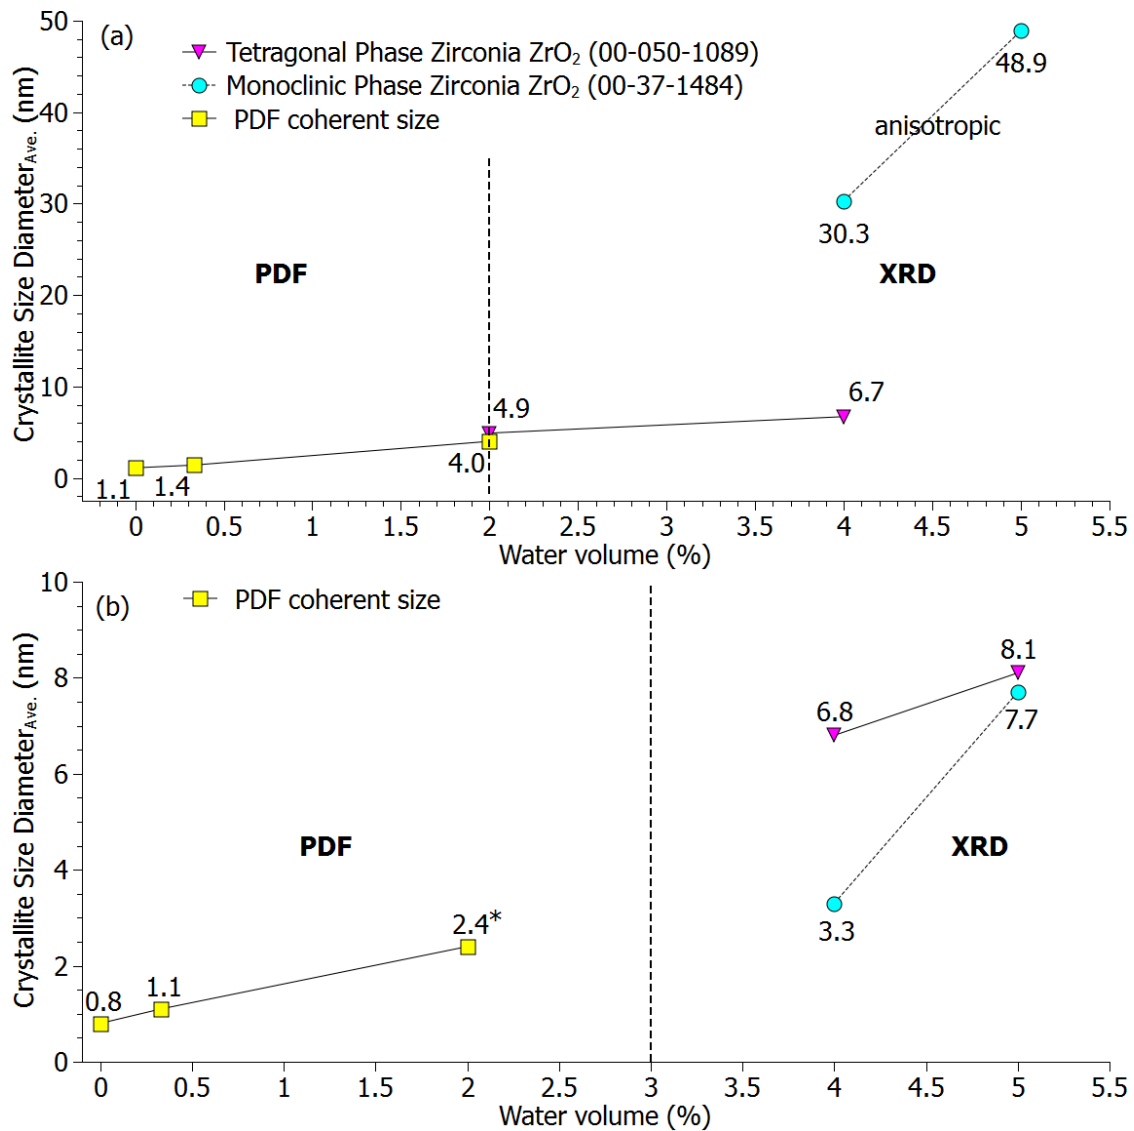 (a)
Tetragonal Phase Zirconia ZrO₂ (00-050-1089)
Monoclinic Phase Zirconia ZrO₂ (00-37-1484)
PDF coherent size
Crystallite Size Diameter Ave. (nm)
50
40
30
20
10
0
48.9
anisotropic
30.3
PDF
XRD
6.7
4.9
4.0
1.1
1.4
0 0.5 1 1.5 2 2.5 3 3.5 4 4.5 5 5.5
Water volume (%)
(b)
PDF coherent size
Crystallite Size Diameter Ave. (nm)
10
8
6
4
2
0
8.1
7.7
6.8
PDF
XRD
3.3
2.4*
1.1
0.8
0 0.5 1 1.5 2 2.5 3 3.5 4 4.5 5 5.5
Water volume (%)